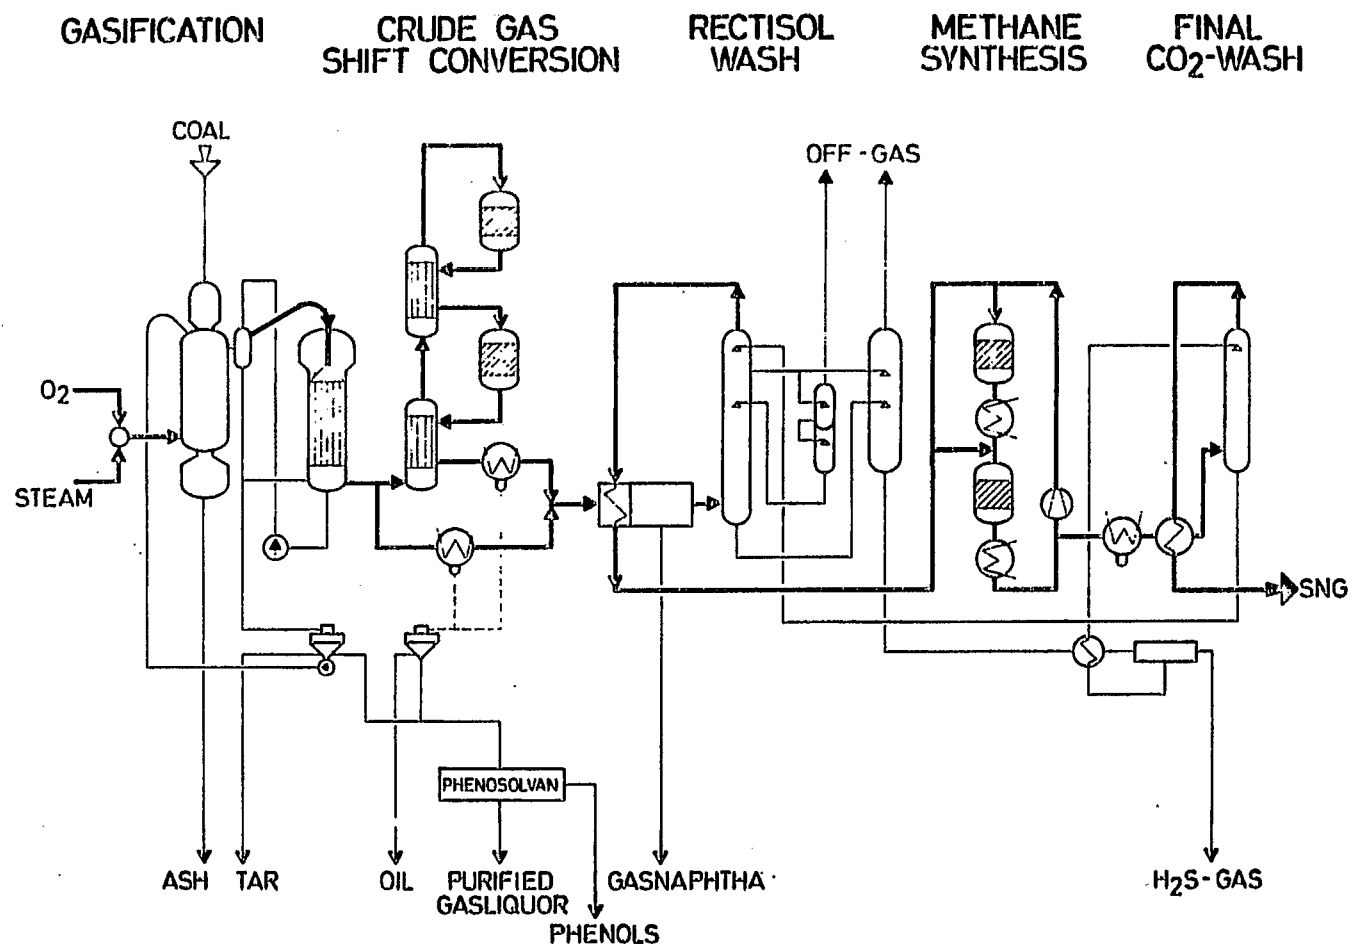 GASIFICATION
CRUDE GAS
SHIFT CONVERSION
RECTISOL
WASH
METHANE
SYNTHESIS
FINAL
CO2-WASH
COAL
OFF-GAS
O2
STEAM
SNG
PHENOSOLVAN
ASH
TAR
OIL
PURIFIED
GASLIQUOR
GASNAPHTHA
H2S-GAS
PHENOLS